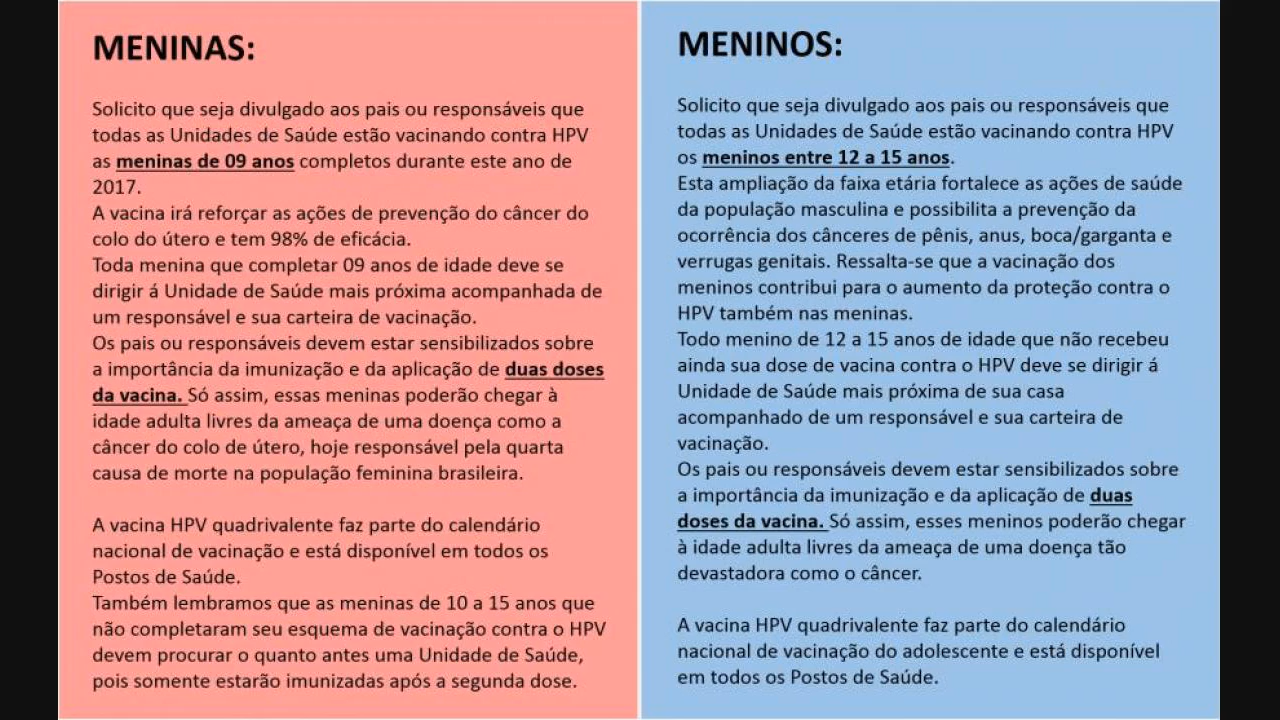 MENINAS:
Solicito que seja divulgado aos pais ou responsáveis que
todas as Unidades de Saúde estão vacinando contra HPV
as meninas de 09 anos completos durante este ano de
2017.
A vacina irá reforçar as ações de prevenção do câncer do
colo do útero e tem 98% de eficácia.
Toda menina que completar 09 anos de idade deve se
dirigir á Unidade de Saúde mais próxima acompanhada de
um responsável e sua carteira de vacinação.
Os pais ou responsáveis devem estar sensibilizados sobre
a importância da imunização e da aplicação de duas doses
da vacina. Só assim, essas meninas poderão chegar à
idade adulta livres da ameaça de uma doença como a
câncer do colo de útero, hoje responsável pela quarta
causa de morte na população feminina brasileira.
A vacina HPV quadrivalente faz parte do calendário
nacional de vacinação e está disponível em todos os
Postos de Saúde.
Também lembramos que as meninas de 10 a 15 anos que
não completaram seu esquema de vacinação contra o HPV
devem procurar o quanto antes uma Unidade de Saúde,
pois somente estarão imunizadas após a segunda dose.
MENINOS:
Solicito que seja divulgado aos pais ou responsáveis que
todas as Unidades de Saúde estão vacinando contra HPV
os meninos entre 12 a 15 anos.
Esta ampliação da faixa etária fortalece as ações de saúde
da população masculina e possibilita a prevenção da
ocorrência dos cânceres de pênis, anus, boca/garganta e
verrugas genitais. Ressalta-se que a vacinação dos
meninos contribui para o aumento da proteção contra o
HPV também nas meninas.
Todo menino de 12 a 15 anos de idade que não recebeu
ainda sua dose de vacina contra o HPV deve se dirigir á
Unidade de Saúde mais próxima de sua casa
acompanhado de um responsável e sua carteira de
vacinação.
Os pais ou responsáveis devem estar sensibilizados sobre
a importância da imunização e da aplicação de duas
doses da vacina. Só assim, esses meninos poderão chegar
à idade adulta livres da ameaça de uma doença tão
devastadora como o câncer.
A vacina HPV quadrivalente faz parte do calendário
nacional de vacinação do adolescente e está disponível
em todos os Postos de Saúde.